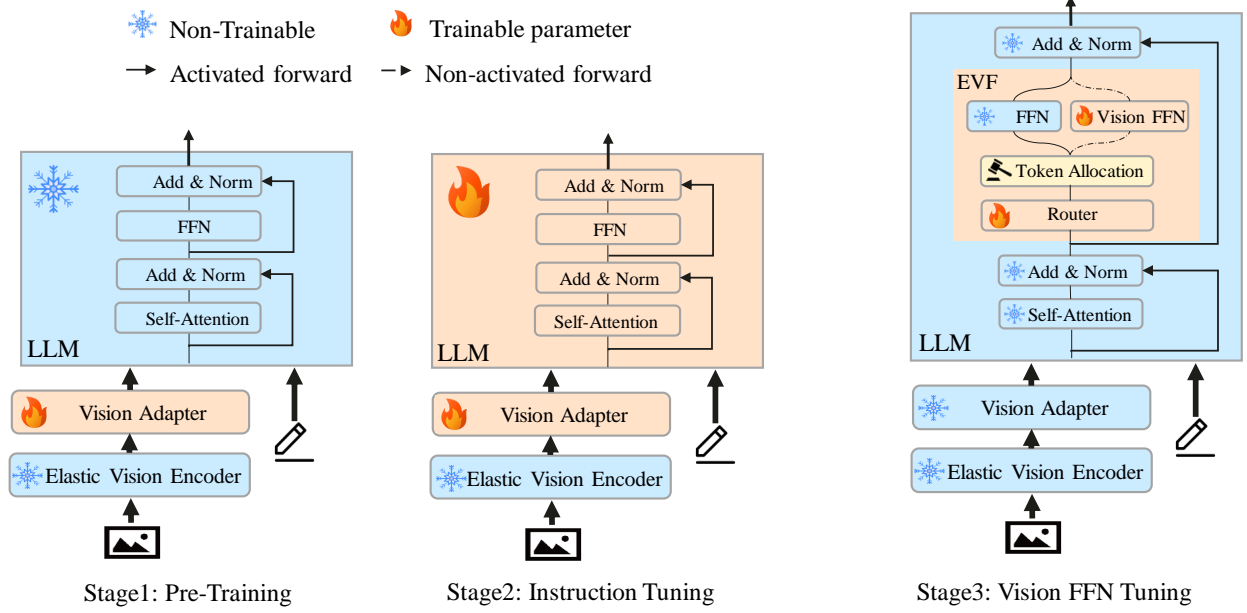 Non-Trainable
Trainable parameter
Activated forward
Non-activated forward
Add & Norm
FFN
Add & Norm
Self-Attention
LLM
Vision Adapter
Elastic Vision Encoder
Stage1: Pre-Training
Add & Norm
FFN
Add & Norm
Self-Attention
LLM
Vision Adapter
Elastic Vision Encoder
Stage2: Instruction Tuning
Add & Norm
EVF
FFN
Vision FFN
Token Allocation
Router
Add & Norm
Self-Attention
LLM
Vision Adapter
Elastic Vision Encoder
Stage3: Vision FFN Tuning